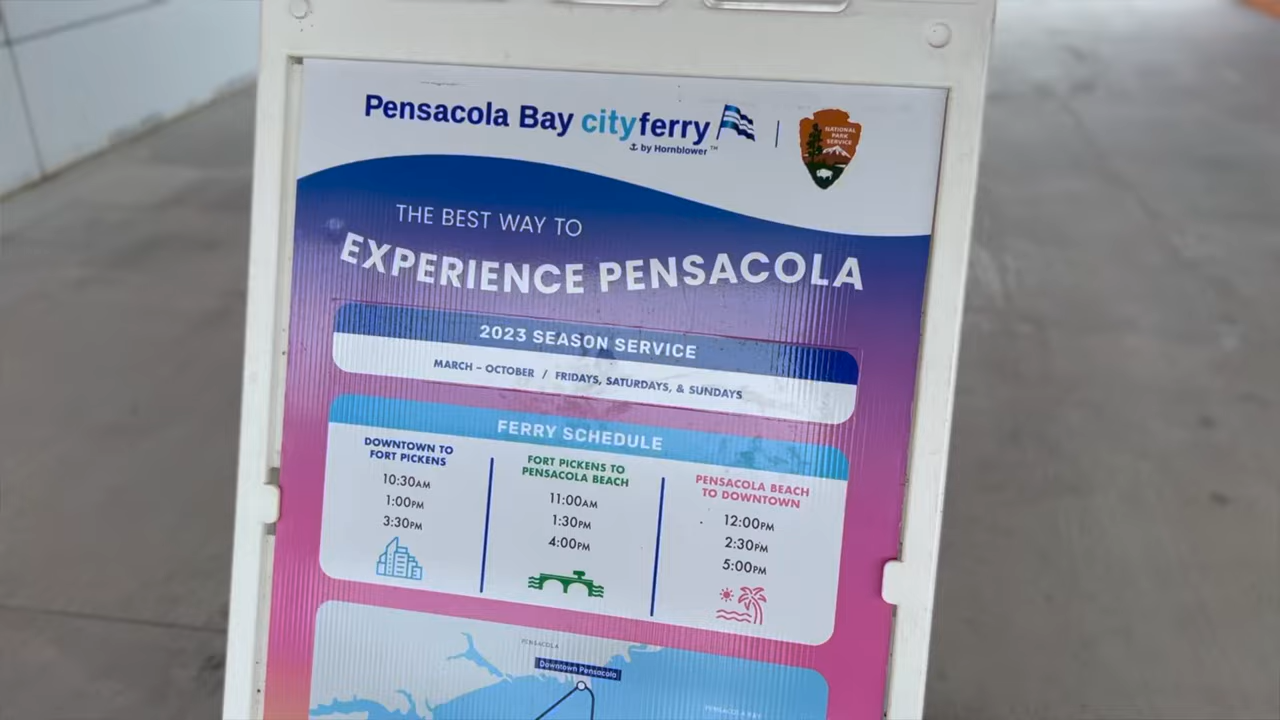 Pensacola Bay cityferry
by Hornblower ™
NATIONAL
PARK
SERVICE
THE BEST WAY TO
EXPERIENCE PENSACOLA
2023 SEASON SERVICE
MARCH – OCTOBER / FRIDAYS, SATURDAYS, & SUNDAYS
FERRY SCHEDULE
DOWNTOWN TO
FORT PICKENS
10:30AM
1:00PM
3:30PM
FORT PICKENS TO
PENSACOLA BEACH
11:00AM
1:30PM
4:00PM
PENSACOLA BEACH
TO DOWNTOWN
12:00PM
2:30PM
5:00PM
PENSACOLA
Downtown Pensacola
PENSACOLA BAY